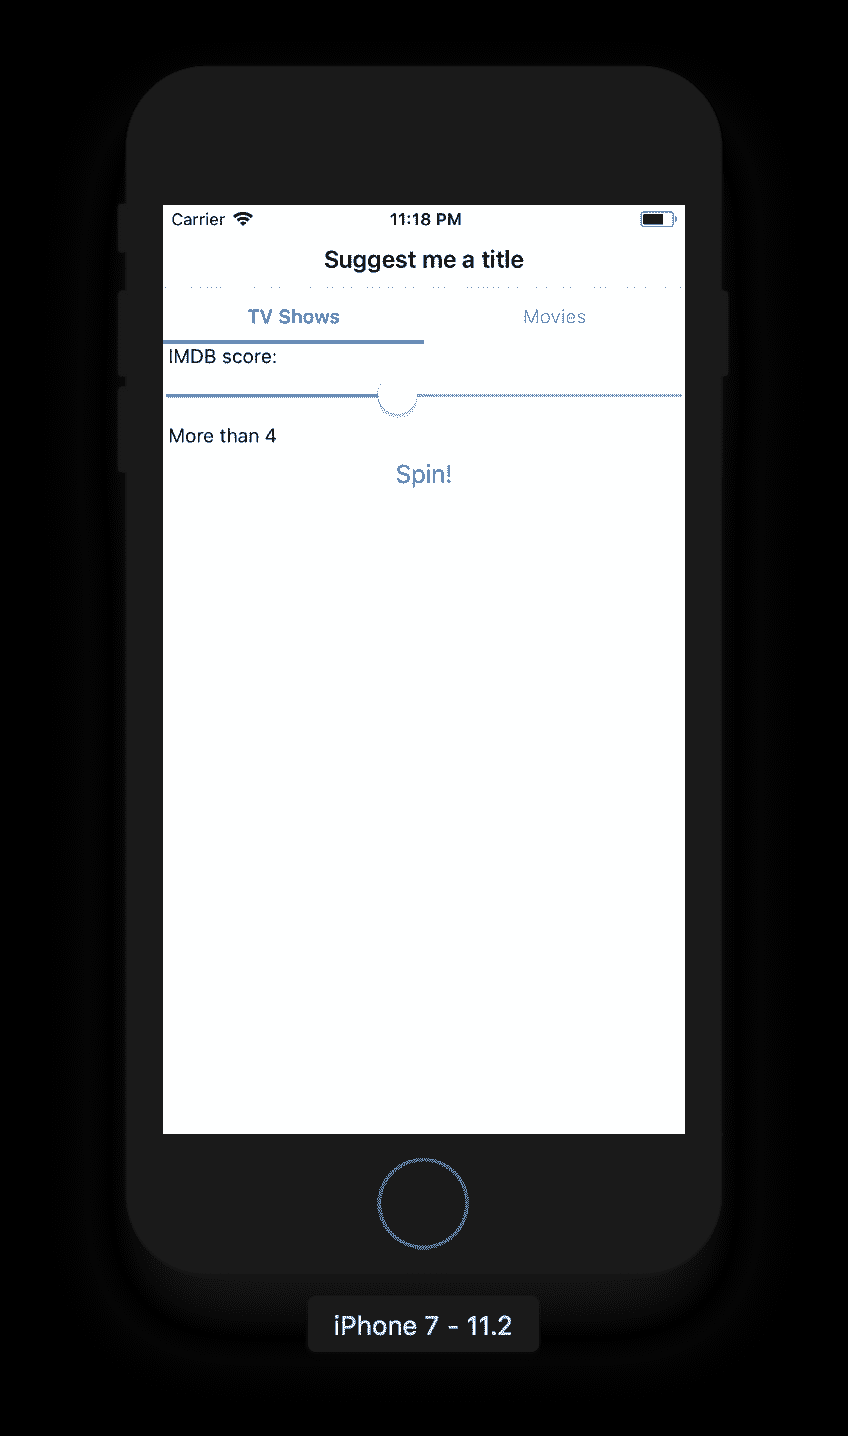 Carrier 11:18 PM
Suggest me a title
TV Shows Movies
IMDB score:
More than 4
Spin!
iPhone 7 - 11.2